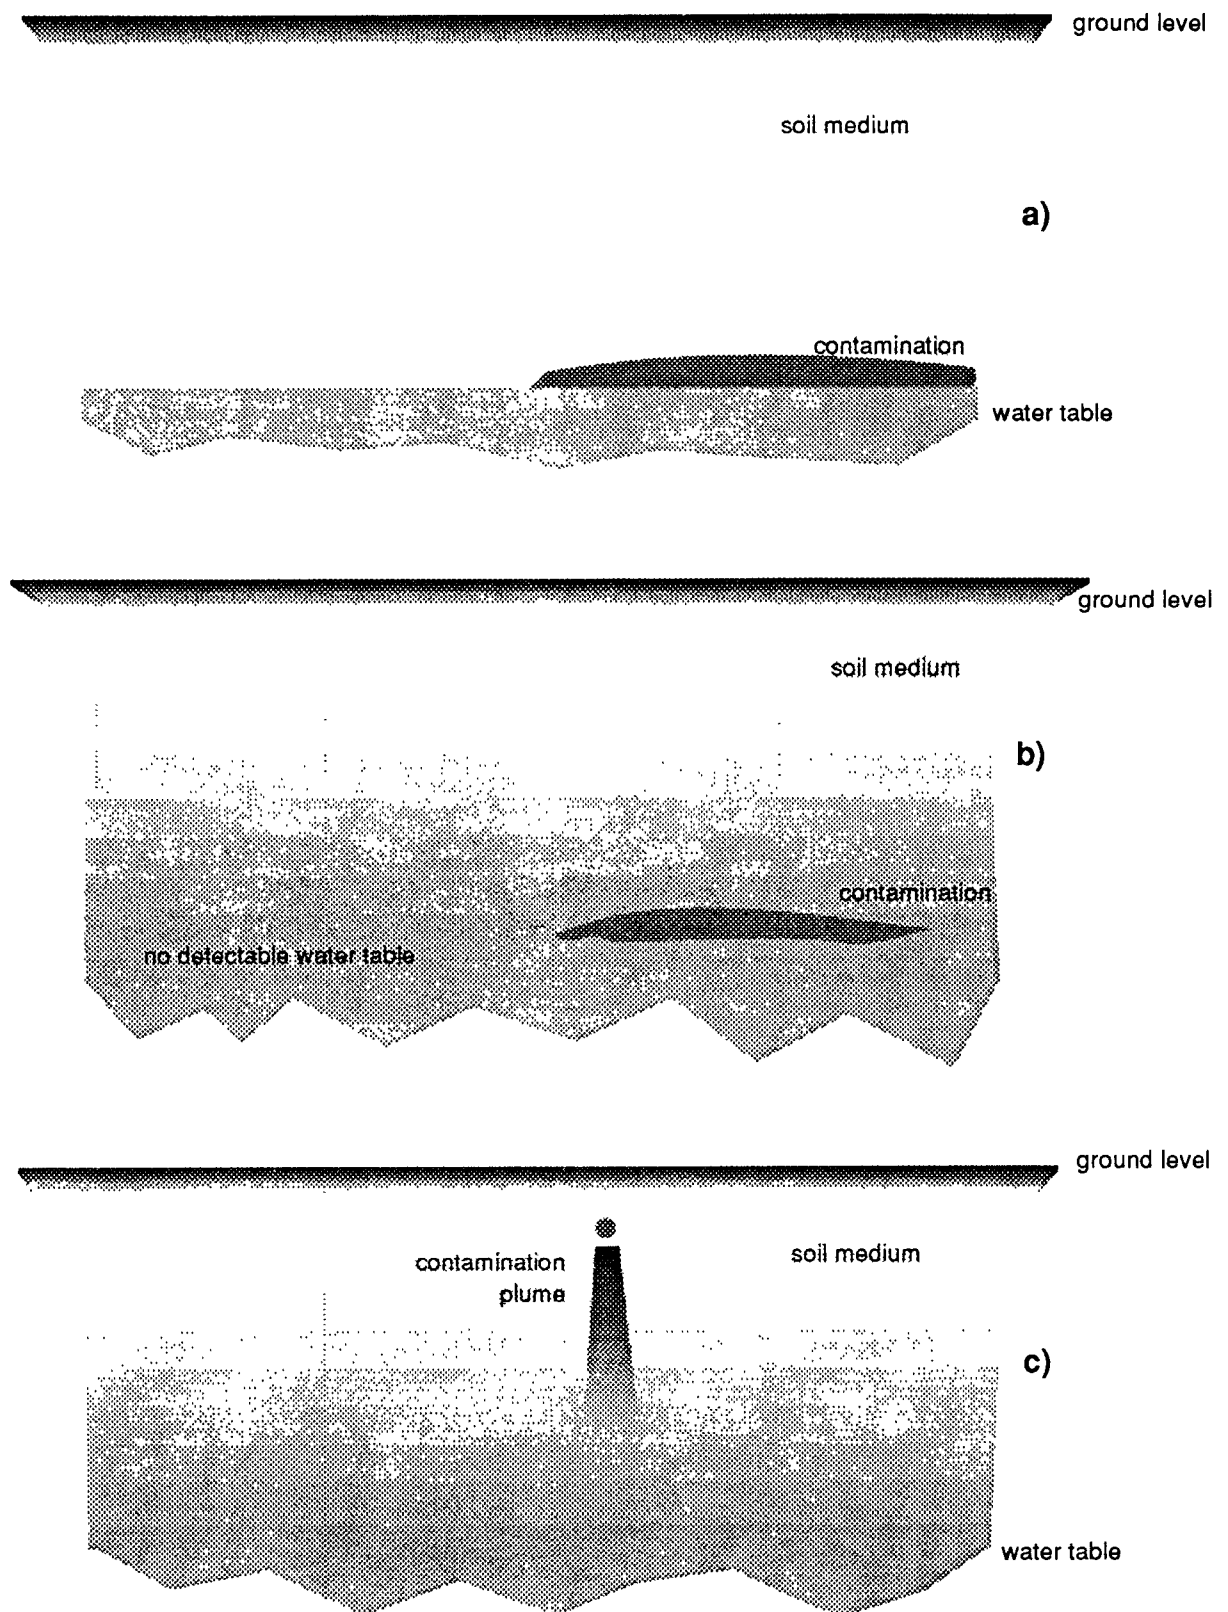 ground level
soil medium
a)
contamination
water table
ground level
soil medium
b)
contamination
no detectable water table
ground level
contamination
plume
soil medium
c)
water table